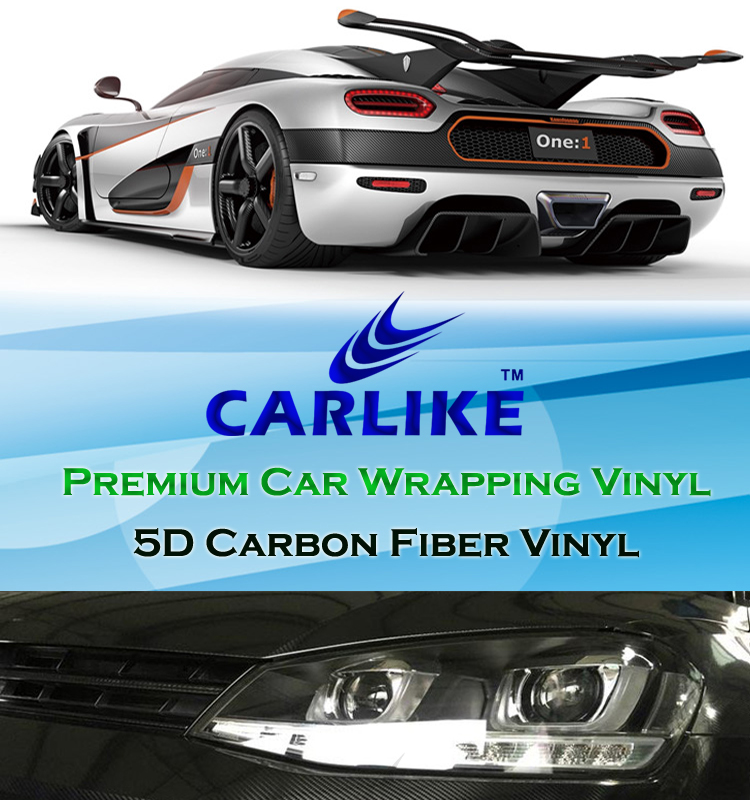 One:1
One:1
CARLIKE™
PREMIUM CAR WRAPPING VINYL
5D CARBON FIBER VINYL